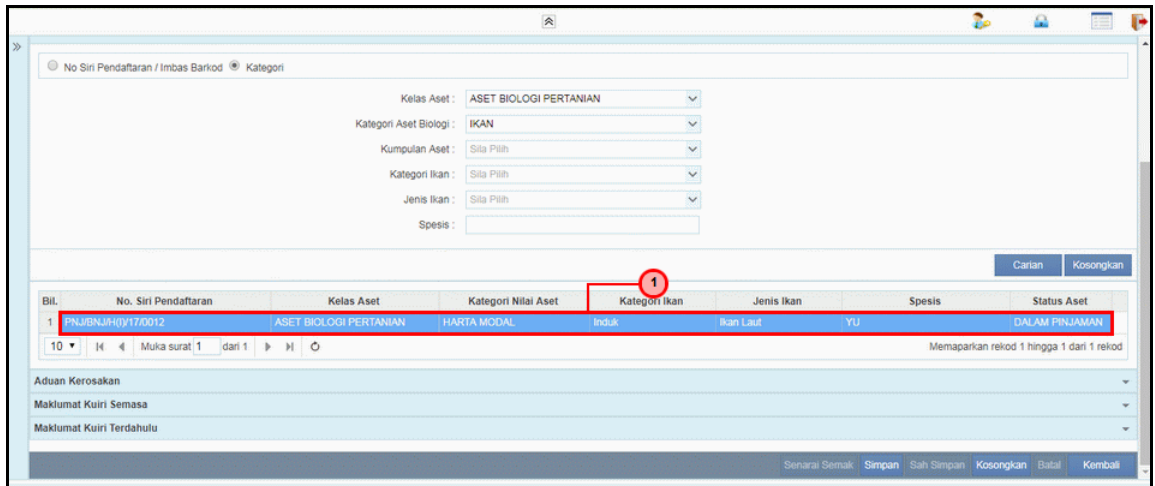 No Siri Pendaftaran / Imbas Barkod Kategori
Kelas Aset : ASET BIOLOGI PERTANIAN
Kategori Aset Biologi : IKAN
Kumpulan Aset : Sila Pilih
Kategori Ikan : Sila Pilih
Jenis Ikan : Sila Pilih
Spesis :
Carian Kosongkan
1
Bil. No. Siri Pendaftaran Kelas Aset Kategori Nilai Aset Kategori Ikan Jenis Ikan Spesis Status Aset
1 PNJ/BNJ/H(I)/17/0012 ASET BIOLOGI PERTANIAN HARTA MODAL Induk Ikan Laut YU DALAM PINJAMAN
10 Muka surat 1 dari 1 Memaparkan rekod 1 hingga 1 dari 1 rekod
Aduan Kerosakan
Maklumat Kuiri Semasa
Maklumat Kuiri Terdahulu
Senarai Semak Simpan Sah Simpan Kosongkan Batal Kembali